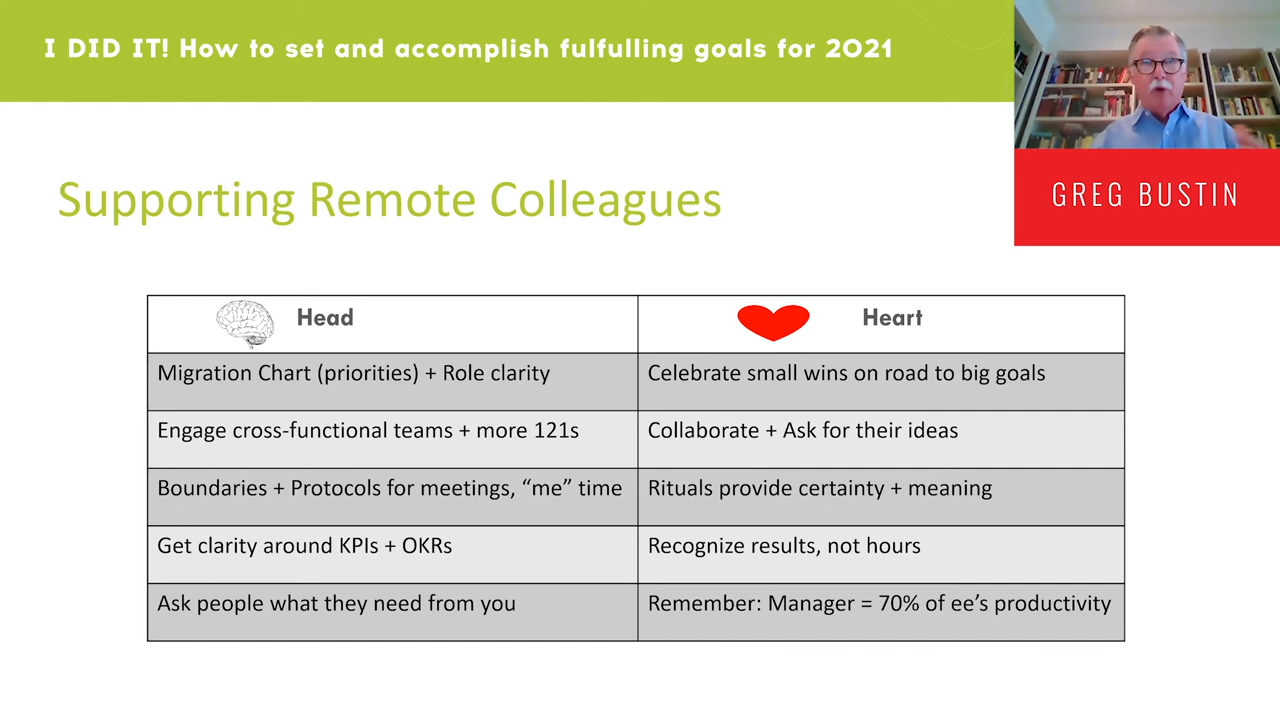 I DID IT! How to set and accomplish fulfulling goals for 2021
GREG BUSTIN
Supporting Remote Colleagues
Head
Heart
Migration Chart (priorities) + Role clarity
Celebrate small wins on road to big goals
Engage cross-functional teams + more 121s
Collaborate + Ask for their ideas
Boundaries + Protocols for meetings, “me” time
Rituals provide certainty + meaning
Get clarity around KPIs + OKRs
Recognize results, not hours
Ask people what they need from you
Remember: Manager = 70% of ee’s productivity